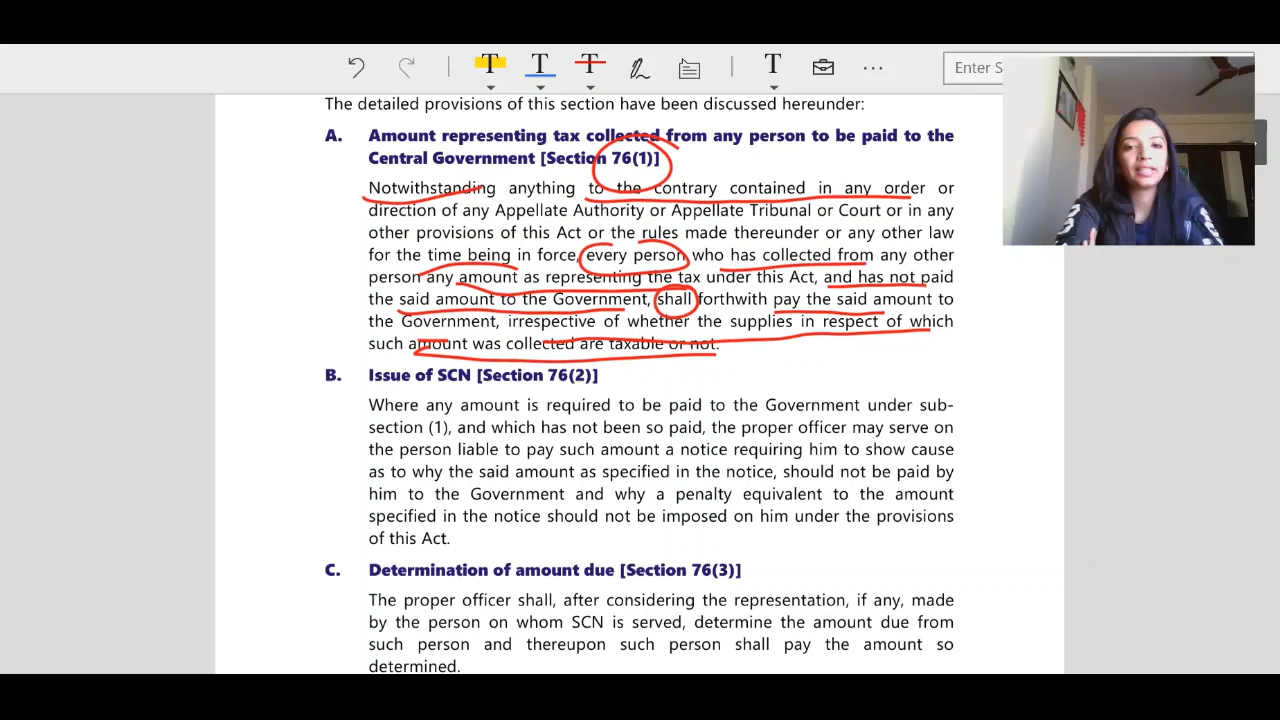 T T T T Enter S
The detailed provisions of this section have been discussed hereunder:
A. Amount representing tax collected from any person to be paid to the
Central Government [Section 76(1)]
Notwithstanding anything to the contrary contained in any order or
direction of any Appellate Authority or Appellate Tribunal or Court or in any
other provisions of this Act or the rules made thereunder or any other law
for the time being in force, every person who has collected from any other
person any amount as representing the tax under this Act, and has not paid
the said amount to the Government, shall forthwith pay the said amount to
the Government, irrespective of whether the supplies in respect of which
such amount was collected are taxable or not.
B. Issue of SCN [Section 76(2)]
Where any amount is required to be paid to the Government under sub-
section (1), and which has not been so paid, the proper officer may serve on
the person liable to pay such amount a notice requiring him to show cause
as to why the said amount as specified in the notice, should not be paid by
him to the Government and why a penalty equivalent to the amount
specified in the notice should not be imposed on him under the provisions
of this Act.
C. Determination of amount due [Section 76(3)]
The proper officer shall, after considering the representation, if any, made
by the person on whom SCN is served, determine the amount due from
such person and thereupon such person shall pay the amount so
determined.